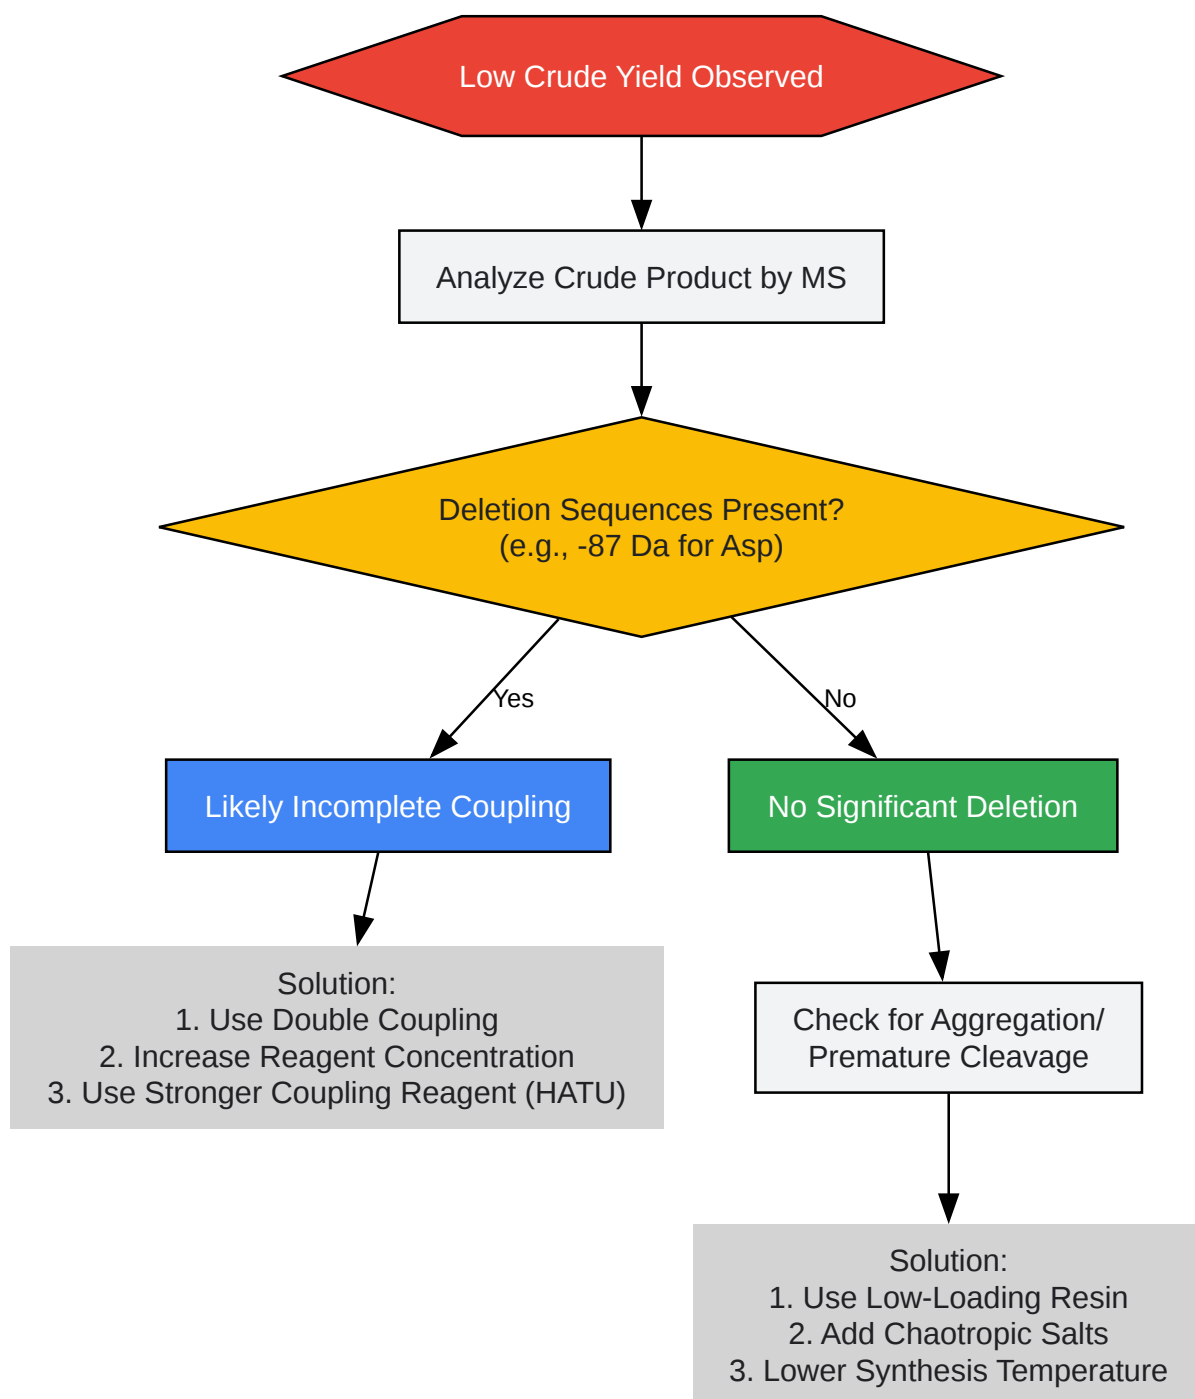 Low Crude Yield Observed
Analyze Crude Product by MS
Deletion Sequences Present?
(e.g., -87 Da for Asp)
Yes
No
Likely Incomplete Coupling
No Significant Deletion
Solution:
1. Use Double Coupling
2. Increase Reagent Concentration
3. Use Stronger Coupling Reagent (HATU)
Check for Aggregation/
Premature Cleavage
Solution:
1. Use Low-Loading Resin
2. Add Chaotropic Salts
3. Lower Synthesis Temperature